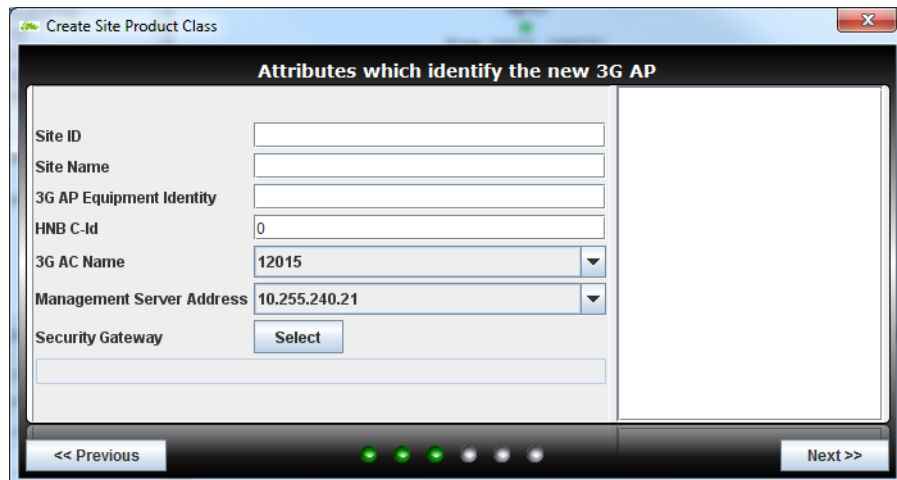 Create Site Product Class
Attributes which identify the new 3G AP
Site ID
Site Name
3G AP Equipment Identity
HNB C-Id 0
3G AC Name 12015
Management Server Address 10.255.240.21
Security Gateway Select
<< Previous Next >>